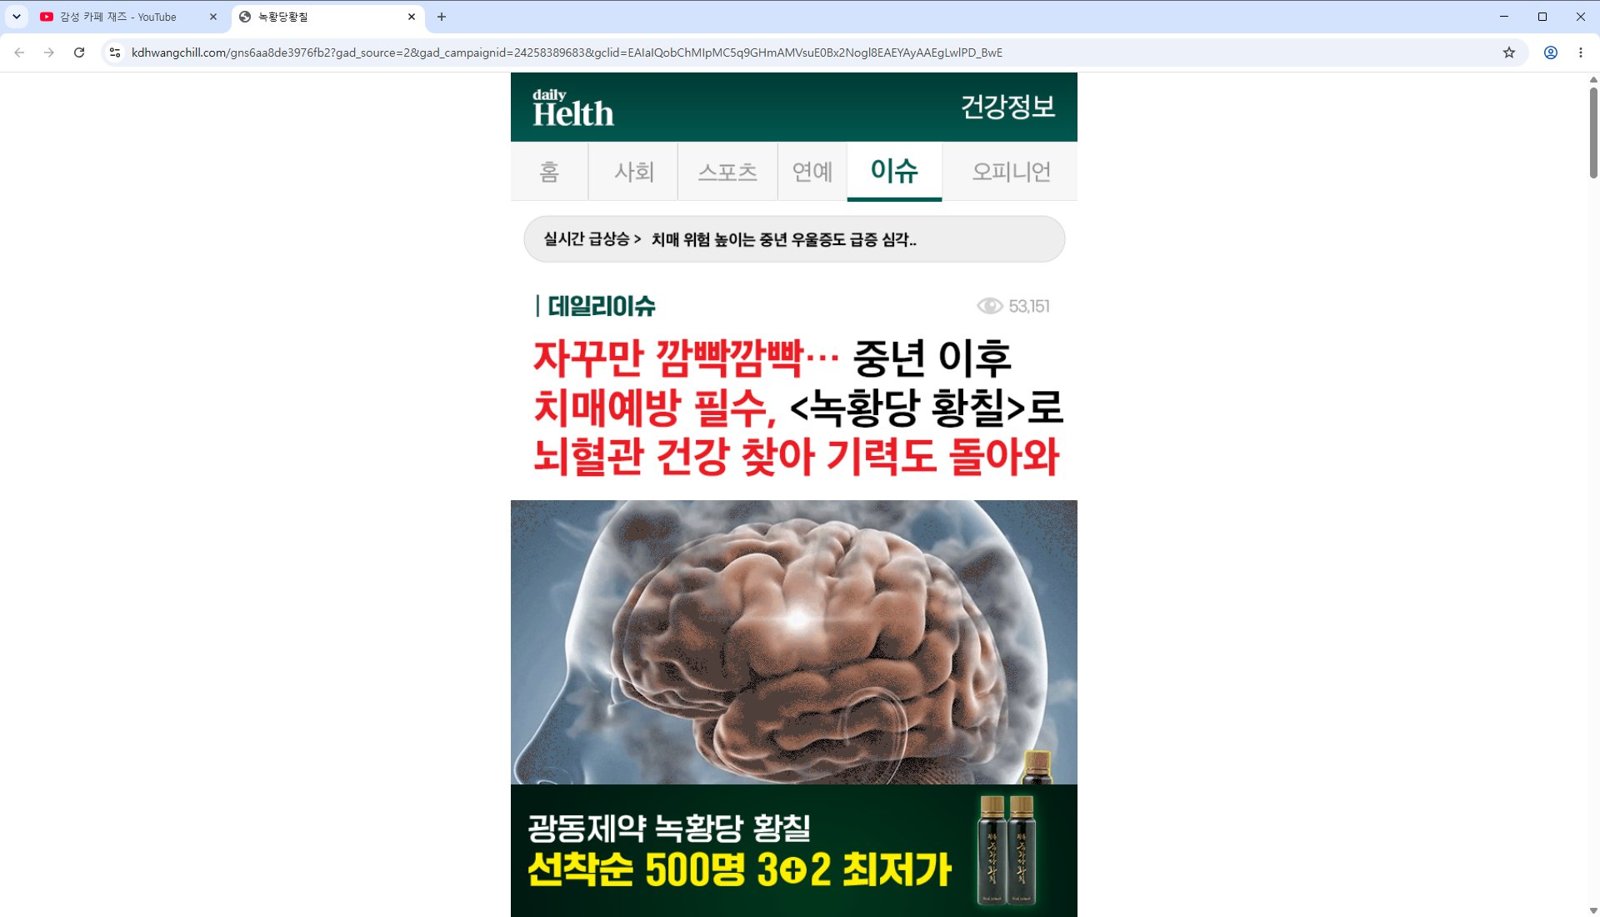 감성 카페 재즈 - YouTube
녹황당황칠
kdhwangchill.com/gns6aa8de3976fb2?gad_source=2&gad_campaignid=24258389683&gclid=EAIaIQobChMIpMC5q9GHmAMVsuE0Bx2Nogl8EAEYAyAAEgLwlPD_BwE
daily
Helth
건강정보
홈 사회 스포츠 연예 이슈 오피니언
실시간 급상승 > 치매 위험 높이는 중년 우울증도 급증 심각..
데일리이슈
53,151
자꾸만 깜빡깜빡… 중년 이후
치매예방 필수, <녹황당 황칠>로
뇌혈관 건강 찾아 기력도 돌아와
광동제약 녹황당 황칠
선착순 500명 3+2 최저가